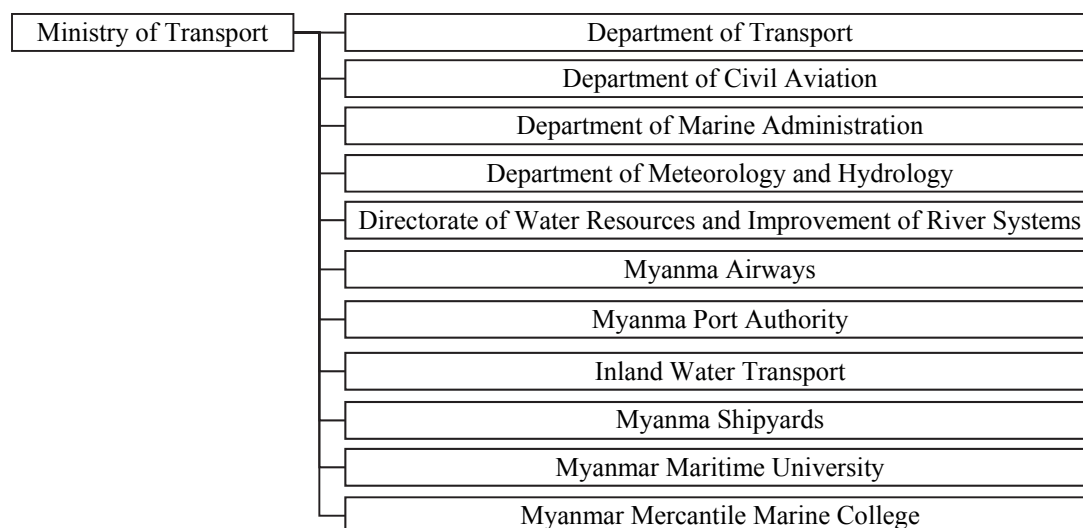 Ministry of Transport
Department of Transport
Department of Civil Aviation
Department of Marine Administration
Department of Meteorology and Hydrology
Directorate of Water Resources and Improvement of River Systems
Myanma Airways
Myanma Port Authority
Inland Water Transport
Myanma Shipyards
Myanmar Maritime University
Myanmar Mercantile Marine College